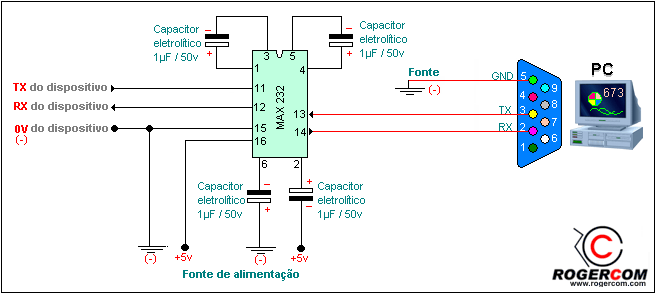 Capacitor
eletrolítico
1µF / 50v
-
+
3
5
-
+
Capacitor
eletrolítico
1µF / 50v
1
4
MAX 232
TX do dispositivo
11
RX do dispositivo
12
0V do dispositivo
(-)
15
16
13
14
6
2
Fonte
(-)
GND
TX
RX
5
4
3
2
1
9
8
7
6
PC
673
Capacitor
eletrolítico
1µF / 50v
-
+
+
-
Capacitor
eletrolítico
1µF / 50v
(-)
+5v
(-)
+5v
Fonte de alimentação
C
ROGERCOM
www.rogercom.com